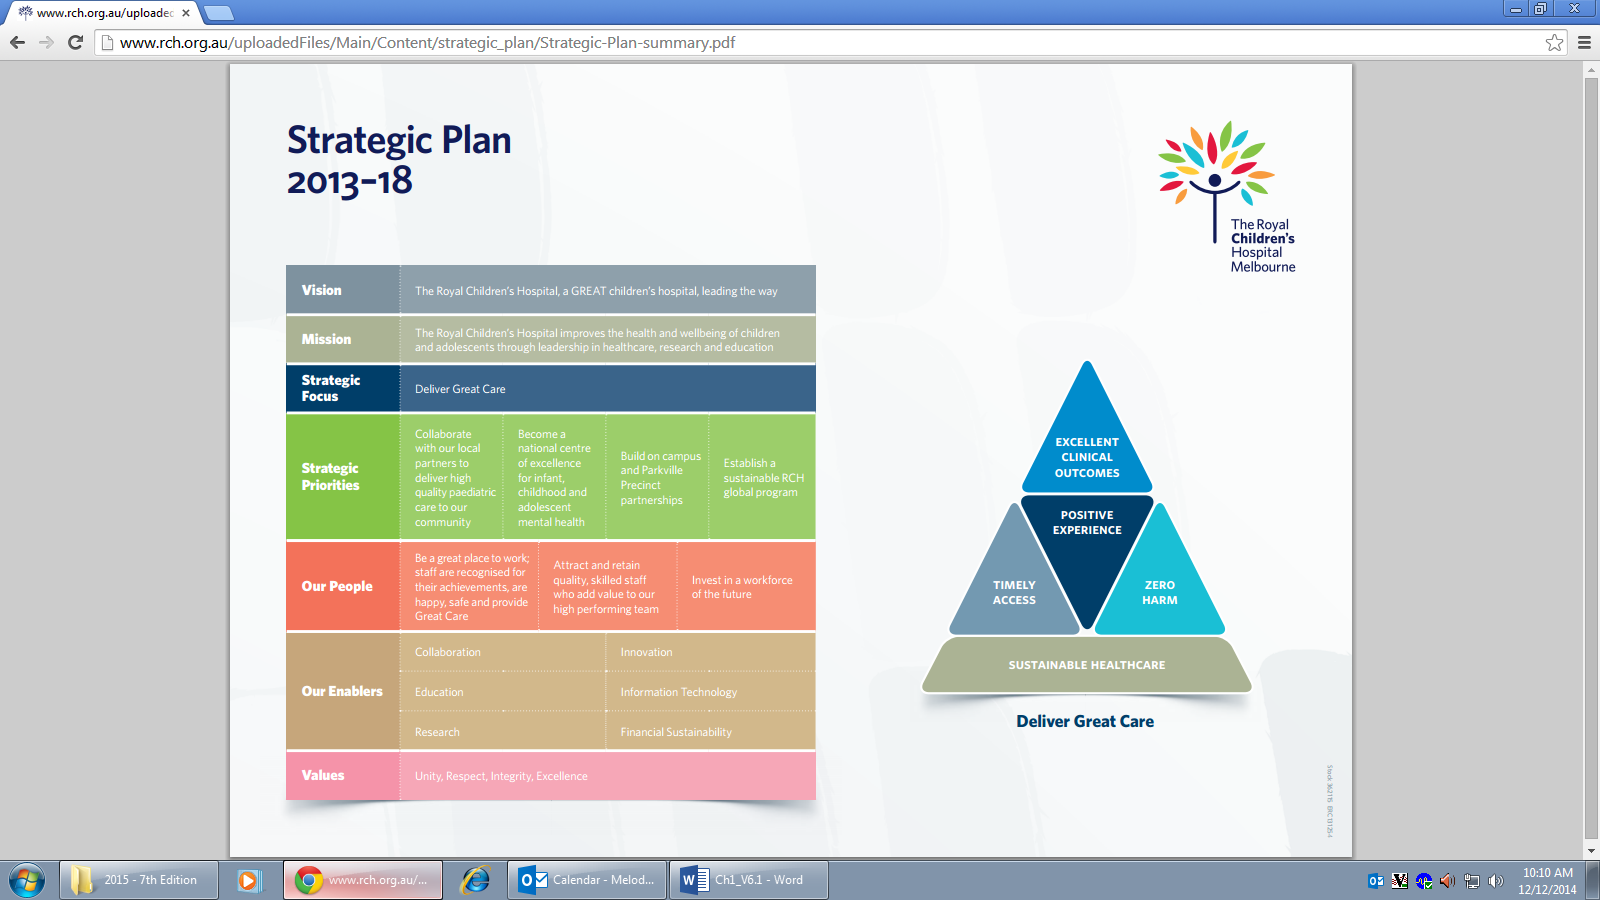 www.rch.org.au/uploadec
www.rch.org.au/uploadedFiles/Main/Content/strategic_plan/Strategic-Plan-summary.pdf
Strategic Plan
2013–18
The Royal
Children's
Hospital
Melbourne
Vision
The Royal Children's Hospital, a GREAT children's hospital, leading the way
Mission
The Royal Children's Hospital improves the health and wellbeing of children
and adolescents through leadership in healthcare, research and education
Strategic
Focus
Deliver Great Care
Strategic
Priorities
Collaborate
with our local
partners to
deliver high
quality paediatric
care to our
community
Become a
national centre
of excellence
for infant,
childhood and
adolescent
mental health
Build on campus
and Parkville
Precinct
partnerships
Establish a
sustainable RCH
global program
Our People
Be a great place to work;
staff are recognised for
their achievements, are
happy, safe and provide
Great Care
Attract and retain
quality, skilled staff
who add value to our
high performing team
Invest in a workforce
of the future
Our Enablers
Collaboration
Innovation
Education
Information Technology
Research
Financial Sustainability
Values
Unity, Respect, Integrity, Excellence
EXCELLENT
CLINICAL
OUTCOMES
POSITIVE
EXPERIENCE
TIMELY
ACCESS
ZERO
HARM
SUSTAINABLE HEALTHCARE
Deliver Great Care
2015 - 7th Edition
www.rch.org.au/...
Calendar - Melod...
Ch1_V6.1 - Word
10:10 AM
12/12/2014